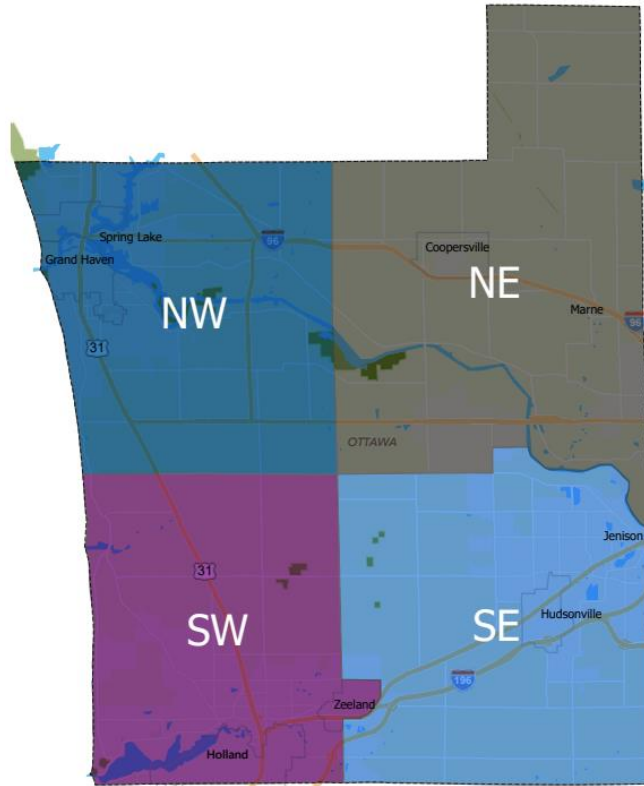 Spring Lake
96
Coopersville
Grand Haven
NE
NW
Marne
96
31
OTTAWA
Jenison
31
SW
SE
Hudsonville
196
Zeeland
Holland